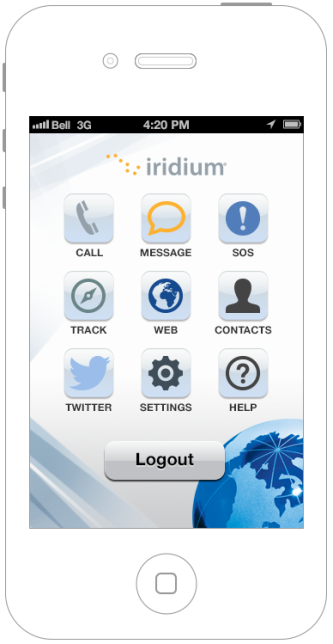 Bell 3G 4:20 PM
iridium
CALL MESSAGE SOS
TRACK WEB CONTACTS
TWITTER SETTINGS HELP
Logout